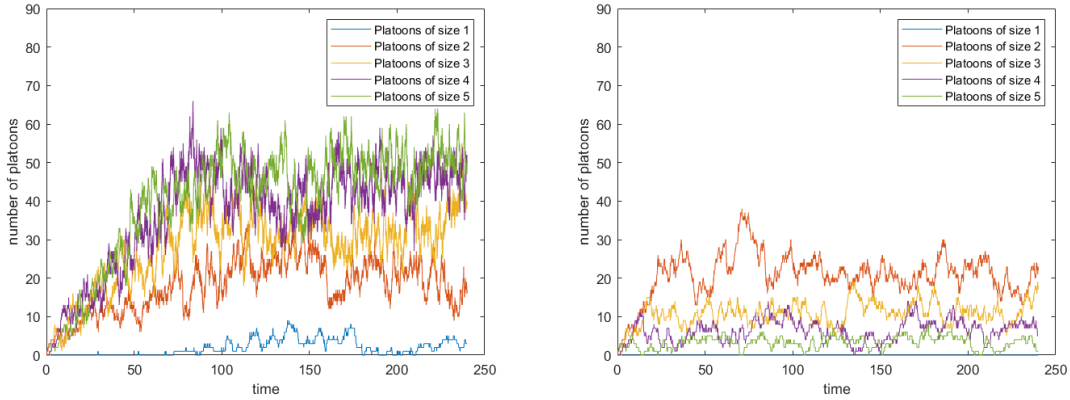 90
80
70
60
50
40
30
20
10
0
number of platoons
Platoons of size 1
Platoons of size 2
Platoons of size 3
Platoons of size 4
Platoons of size 5
0 50 100 150 200 250
time
90
80
70
60
50
40
30
20
10
0
number of platoons
Platoons of size 1
Platoons of size 2
Platoons of size 3
Platoons of size 4
Platoons of size 5
0 50 100 150 200 250
time